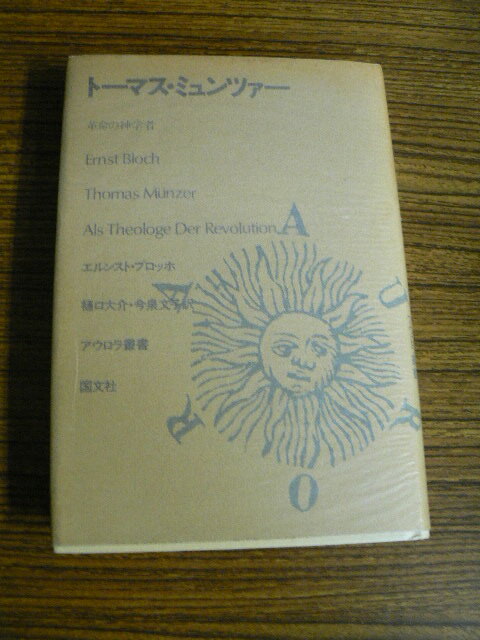 トーマス・ミュンツァー
革命の神学者
Ernst Bloch
Thomas Münzer
Als Theologe Der Revolution
エルンスト・ブロッホ
樋口大介・今泉文子訳
アウロラ叢書
国文社
A
U
R
O
R
A